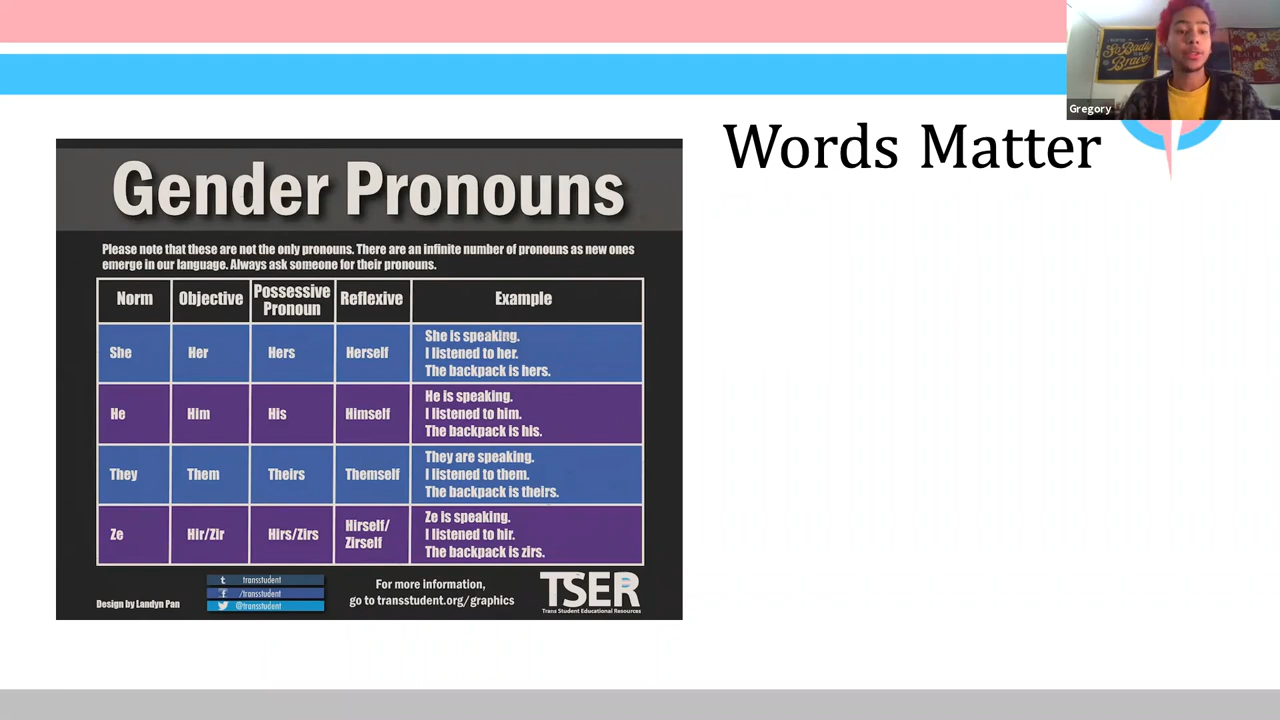 Gregory
Words Matter
Gender Pronouns
Please note that these are not the only pronouns. There are an infinite number of pronouns as new ones
emerge in our language. Always ask someone for their pronouns.
Norm Objective Possessive Pronoun Reflexive Example
She Her Hers Herself She is speaking.
I listened to her.
The backpack is hers.
He Him His Himself He is speaking.
I listened to him.
The backpack is his.
They Them Theirs Themself They are speaking.
I listened to them.
The backpack is theirs.
Ze Hir/Zir Hirs/Zirs Hirself/ Zirself Ze is speaking.
I listened to hir.
The backpack is zirs.
Design by Landyn Pan
t transstudent
f /transstudent
@transstudent
For more information,
go to transstudent.org/graphics
TSER
Trans Student Educational Resources
So Badly
Brave